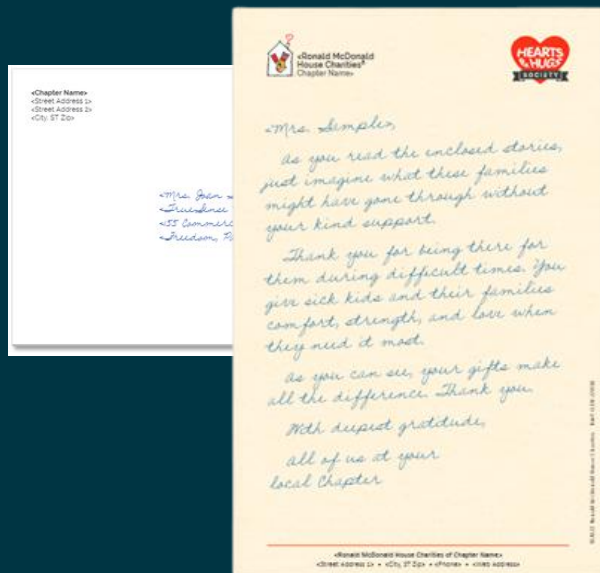 <Chapter Name>
<Street Address 1>
<Street Address 2>
<City, ST Zip>
<Mrs. Joan
<TrueSense
<155 Commerc
<Freedom, P
<Ronald McDonald
House Charities®
Chapter Name>
HEARTS
& HUGS
SOCIETY
<Mrs. Sample>,
As you read the enclosed stories,
just imagine what these families
might have gone through without
your kind support.
Thank you for being there for
them during difficult times. You
give sick kids and their families
comfort, strength, and love when
they need it most.
As you can see, your gifts make
all the difference. Thank you.
With deepest gratitude,
All of us at your
local Chapter
<Ronald McDonald House Charities of Chapter Name>
<Street Address 1> • <City, ST Zip> • <Phone> • <Web Address>